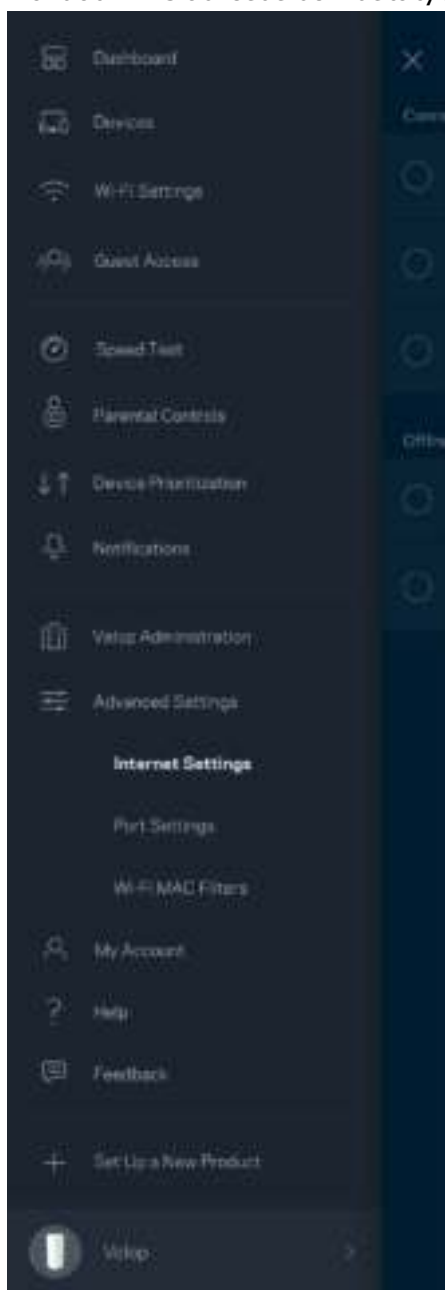 Dashboard
Devices
Wi-Fi Settings
Guest Access
Speed Test
Parental Controls
Device Prioritization
Notifications
Velop Administration
Advanced Settings
Internet Settings
Port Settings
Wi-Fi MAC Filters
My Account
Help
Feedback
Set Up a New Product
Velop